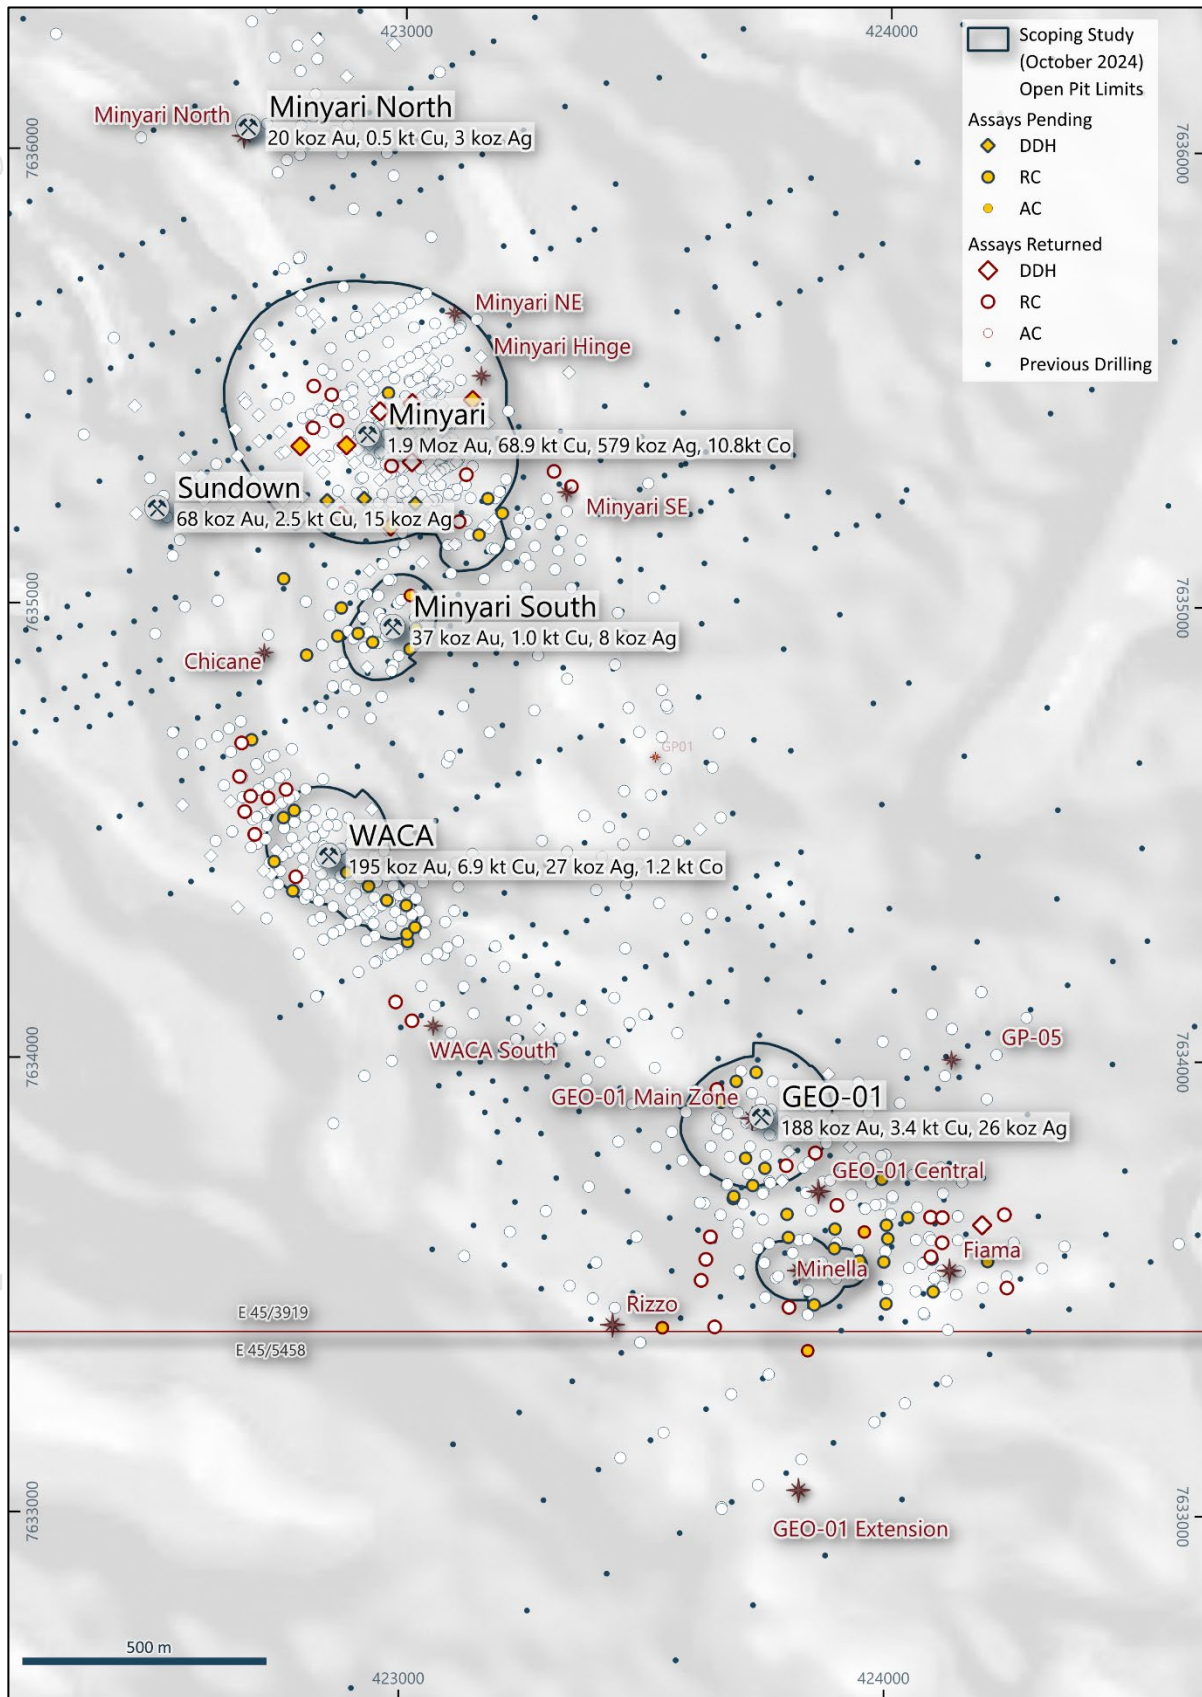 423000
424000
Scoping Study
(October 2024)
Open Pit Limits
Assays Pending
DDH
RC
AC
Assays Returned
DDH
RC
AC
Previous Drilling
Minyari North
Minyari North
20 koz Au, 0.5 kt Cu, 3 koz Ag
7636000
7636000
Minyari NE
Minyari Hinge
Minyari
1.9 Moz Au, 68.9 kt Cu, 579 koz Ag, 10.8kt Co
Sundown
68 koz Au, 2.5 kt Cu, 15 koz Ag
Minyari SE
7635000
7635000
Minyari South
37 koz Au, 1.0 kt Cu, 8 koz Ag
Chicane
GP01
WACA
195 koz Au, 6.9 kt Cu, 27 koz Ag, 1.2 kt Co
WACA South
GP-05
7634000
7634000
GEO-01 Main Zone
GEO-01
188 koz Au, 3.4 kt Cu, 26 koz Ag
GEO-01 Central
Fiama
Minella
Rizzo
E 45/3919
E 45/5458
7633000
7633000
GEO-01 Extension
500 m
423000
424000